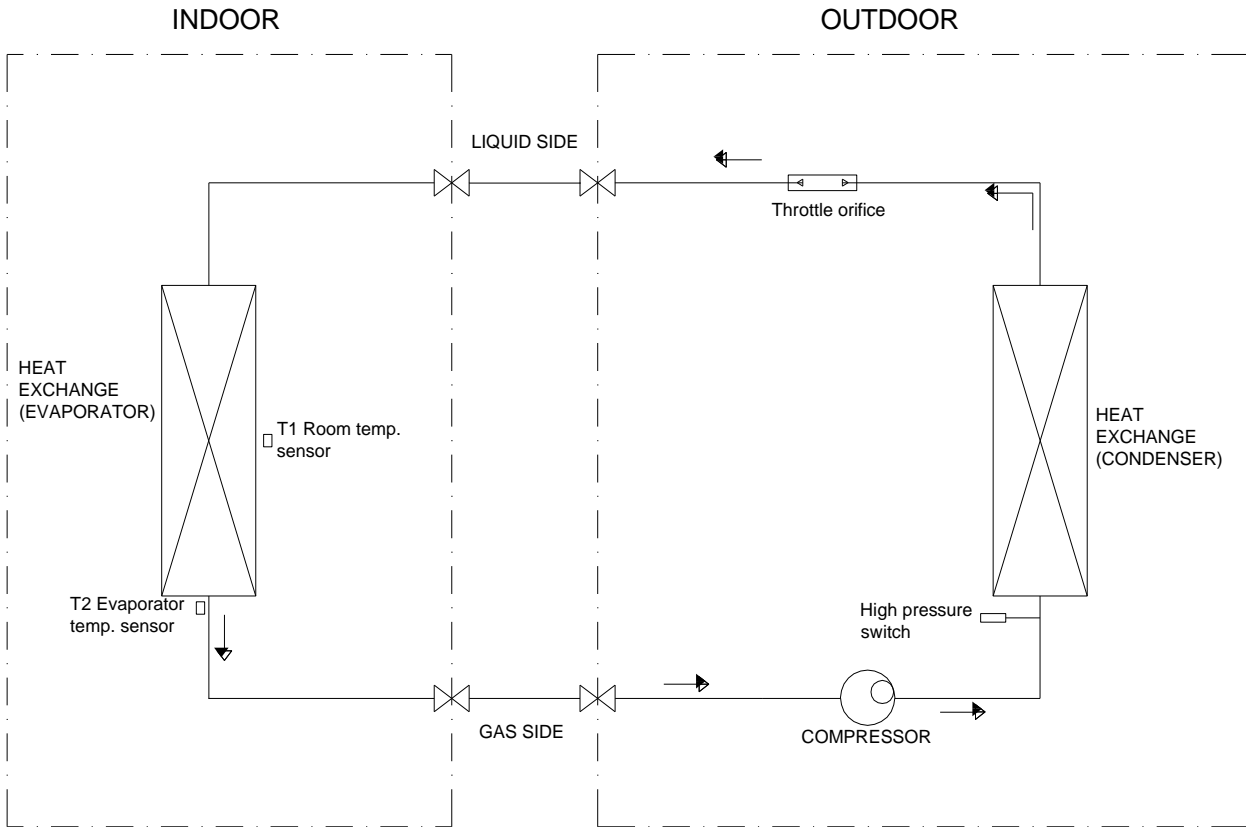 INDOOR
OUTDOOR
LIQUID SIDE
Throttle orifice
HEAT
EXCHANGE
(EVAPORATOR)
T1 Room temp.
sensor
HEAT
EXCHANGE
(CONDENSER)
T2 Evaporator
temp. sensor
High pressure
switch
GAS SIDE
COMPRESSOR